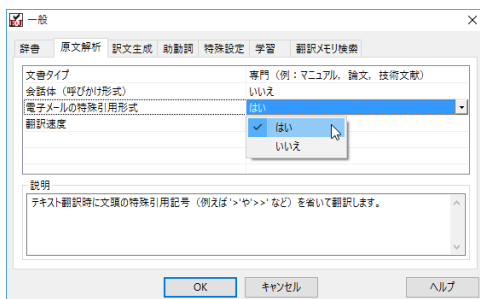 一般
辞書 原文解析 訳文生成 助動詞 特殊設定 学習 翻訳メモリ検索
文書タイプ 専門（例：マニュアル，論文，技術文献）
会話体（呼びかけ形式） いいえ
電子メールの特殊引用形式 はい
翻訳速度
はい
いいえ
説明
テキスト翻訳時に文頭の特殊引用記号（例えば'>'や'>>'など）を省いて翻訳します。
OK キャンセル ヘルプ